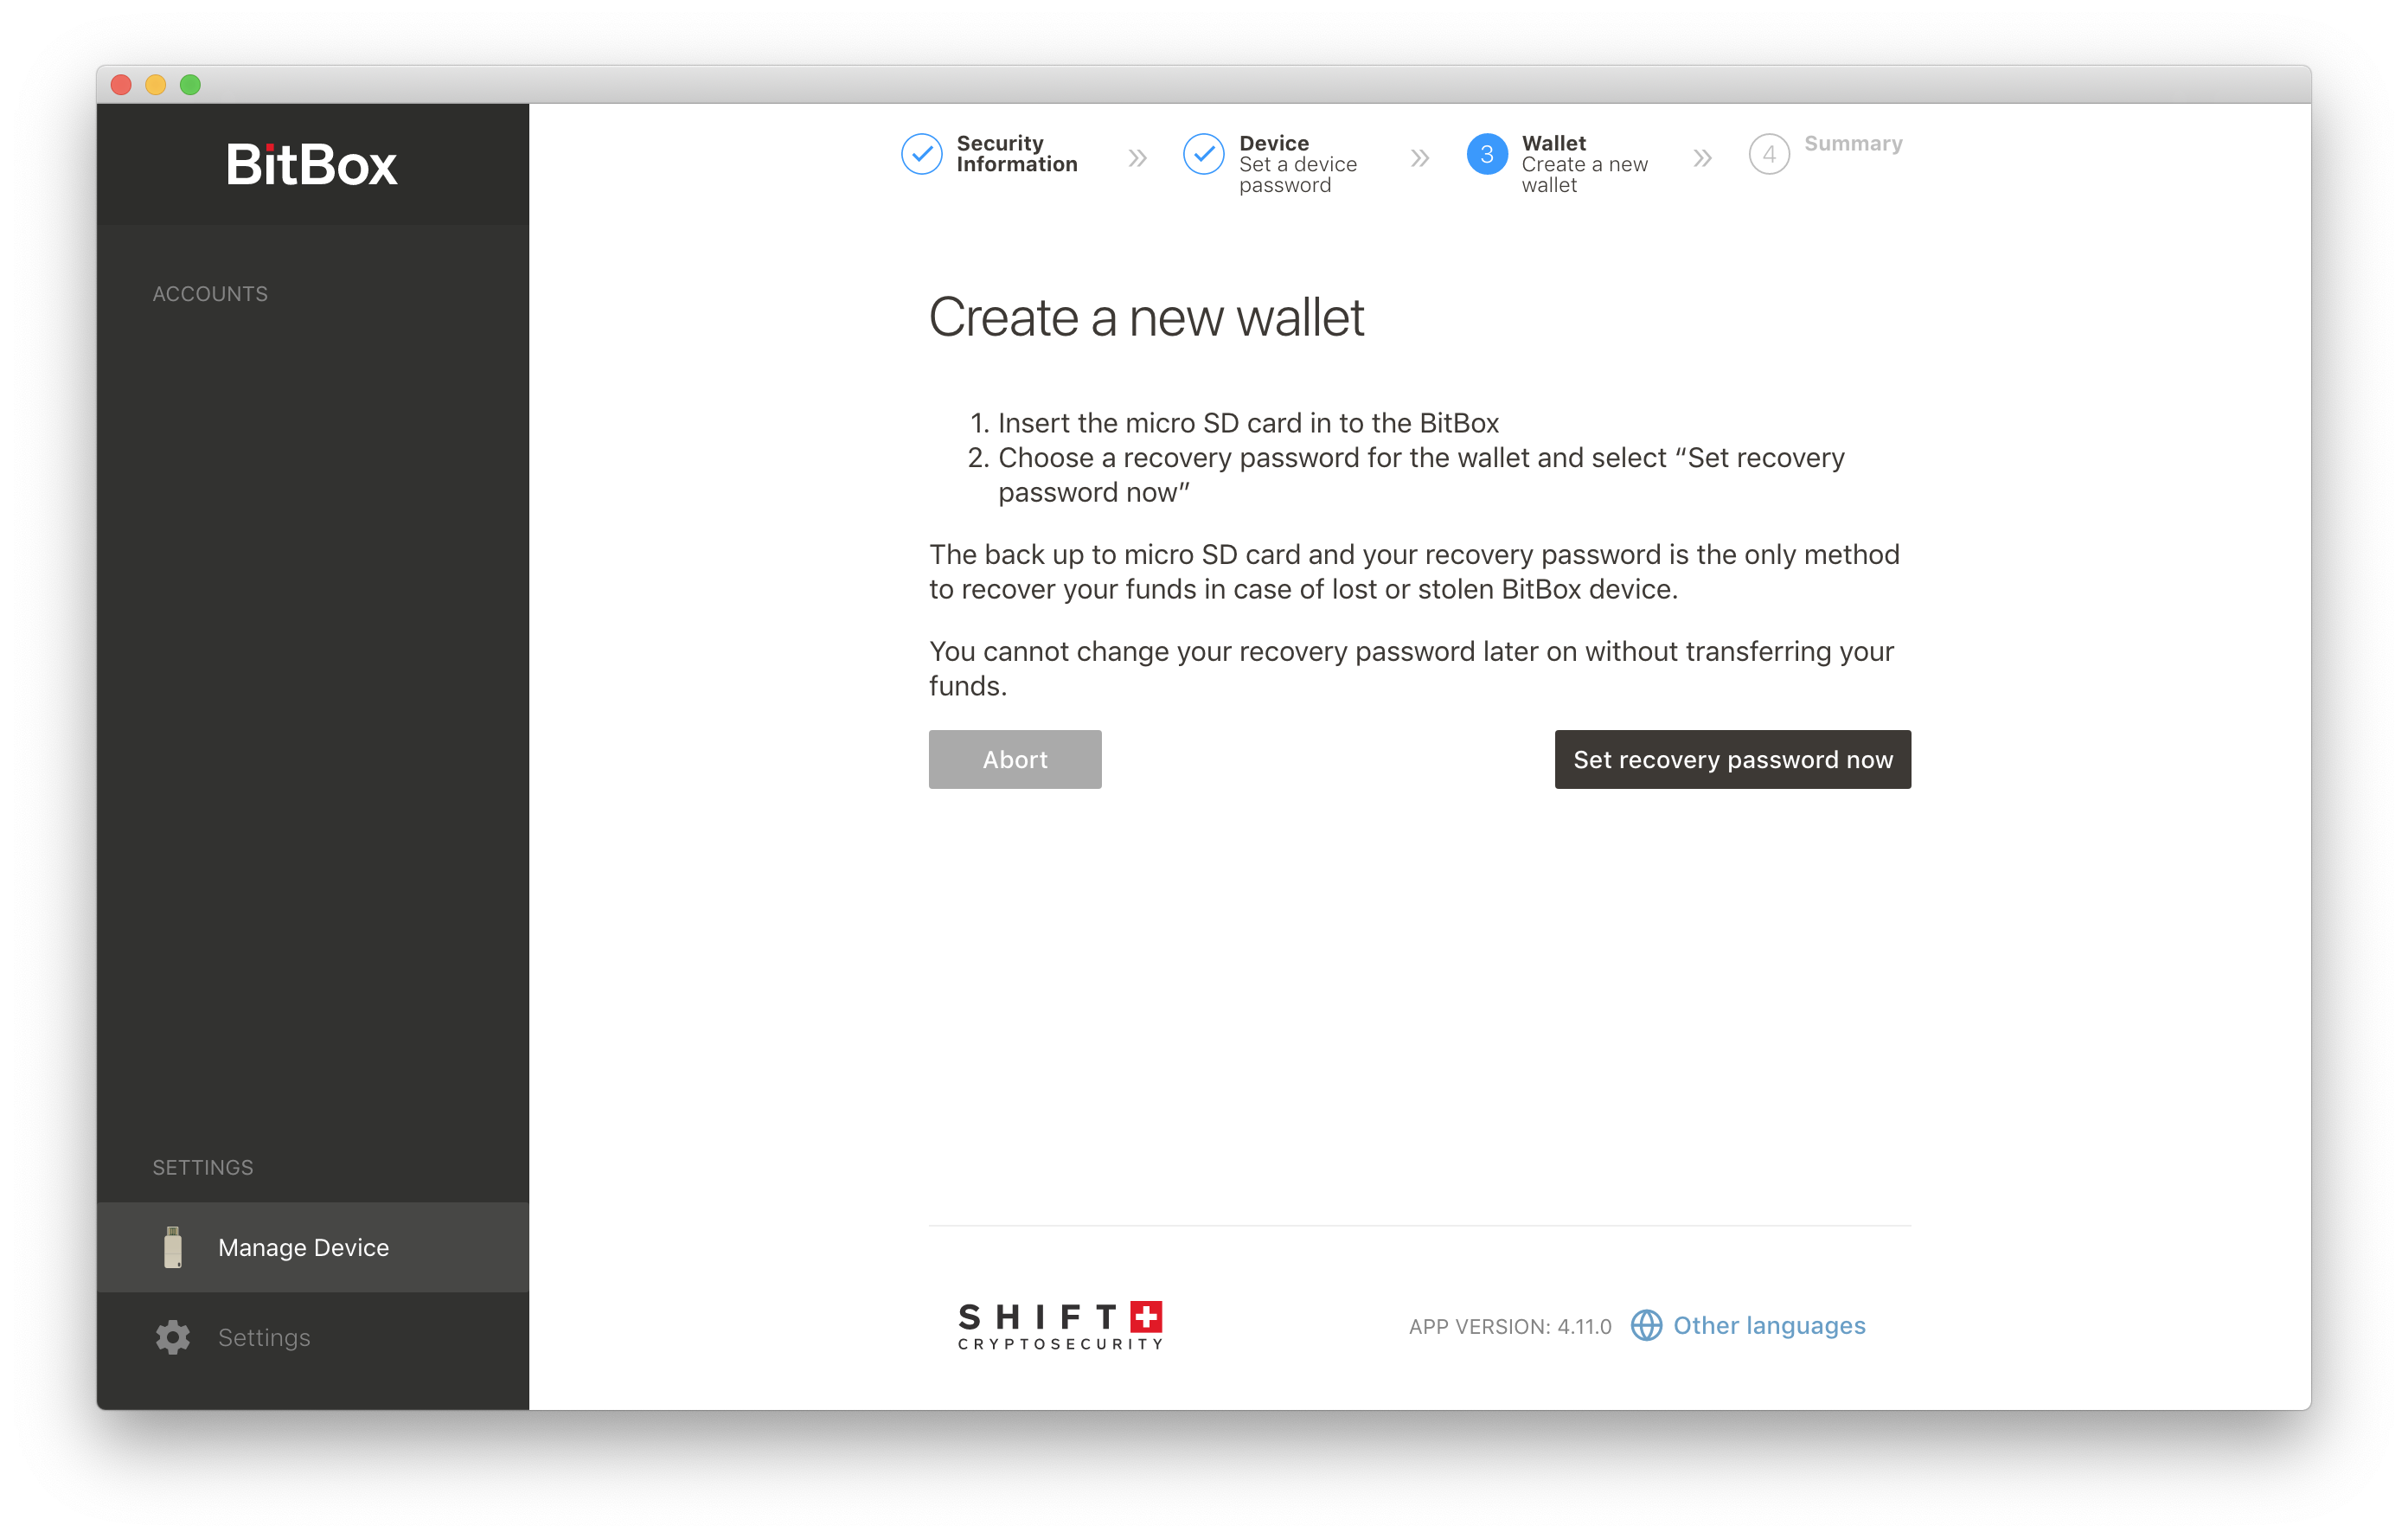 BitBox
ACCOUNTS
SETTINGS
Manage Device
Settings
Security
Information
Device
Set a device
password
3
Wallet
Create a new
wallet
4
Summary
Create a new wallet
1. Insert the micro SD card in to the BitBox
2. Choose a recovery password for the wallet and select “Set recovery
password now”
The back up to micro SD card and your recovery password is the only method
to recover your funds in case of lost or stolen BitBox device.
You cannot change your recovery password later on without transferring your
funds.
Abort
Set recovery password now
SHIFT
CRYPTOSECURITY
APP VERSION: 4.11.0
Other languages